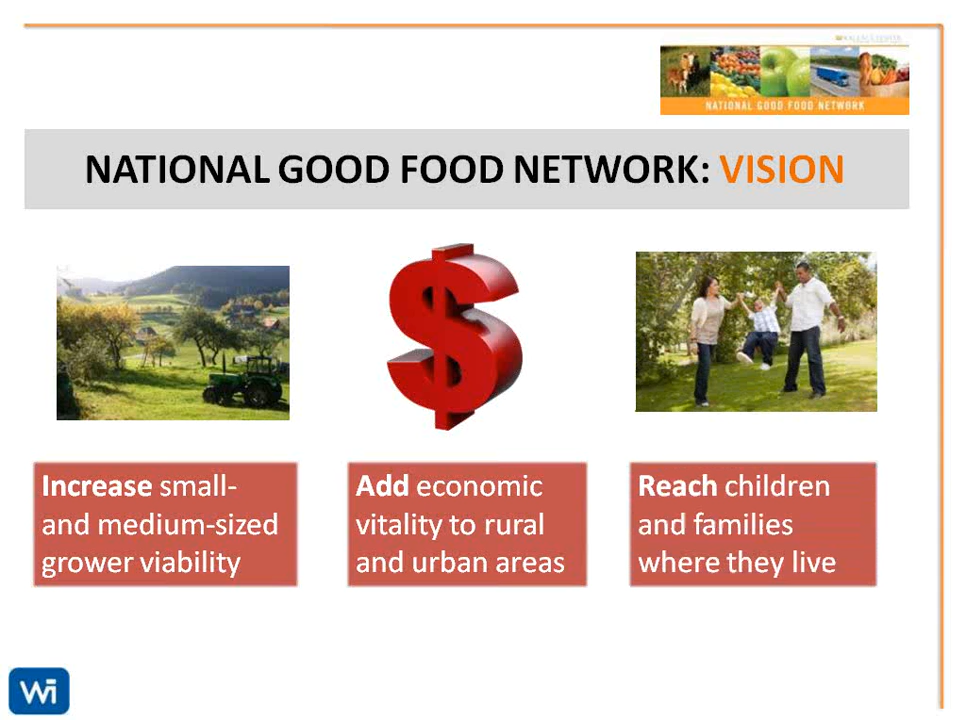 NATIONAL GOOD FOOD NETWORK
NATIONAL GOOD FOOD NETWORK: VISION
Increase small-
and medium-sized
grower viability
Add economic
vitality to rural
and urban areas
Reach children
and families
where they live
Wi